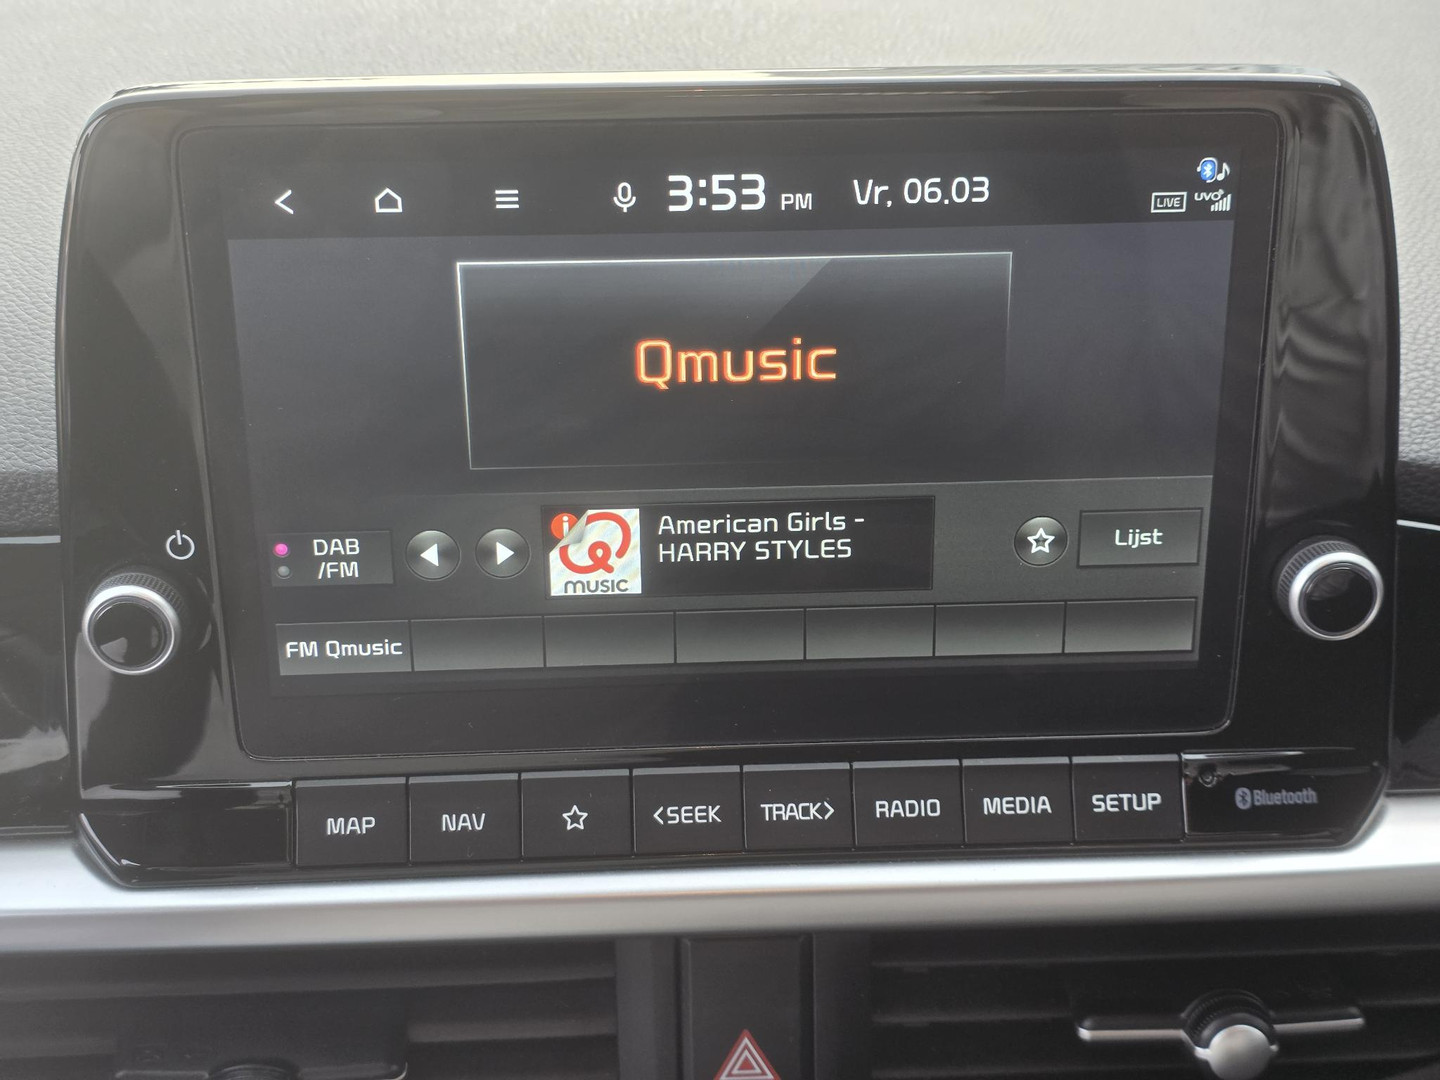 3:53 PM Vr, 06.03
LIVE UVO
Qmusic
DAB
/FM
i
Q
music
American Girls -
HARRY STYLES
Lijst
FM Qmusic
MAP NAV <SEEK TRACK> RADIO MEDIA SETUP
Bluetooth